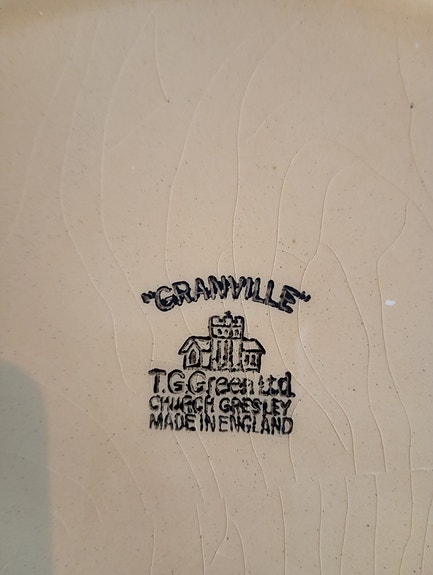 "GRANVILLE"
T.G.Green Ltd.
CHURCH GRESLEY
MADE IN ENGLAND